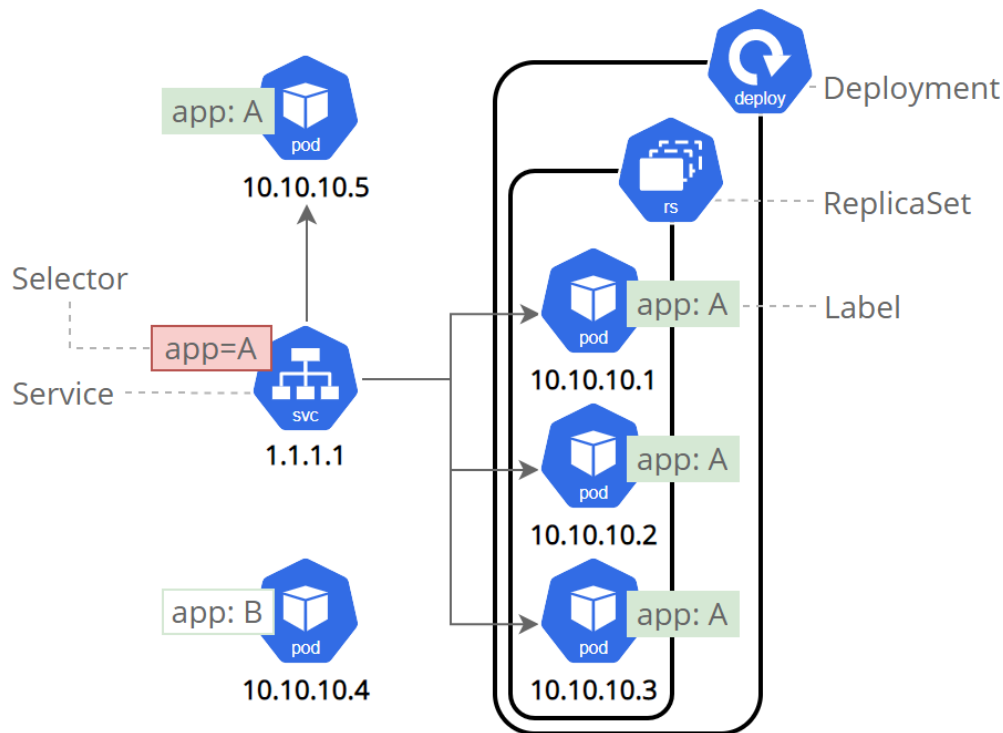 deploy
Deployment
app: A
pod
10.10.10.5
rs
ReplicaSet
Selector
app=A
Service
svc
1.1.1.1
pod
app: A
Label
10.10.10.1
pod
app: A
10.10.10.2
app: B
pod
10.10.10.4
pod
app: A
10.10.10.3